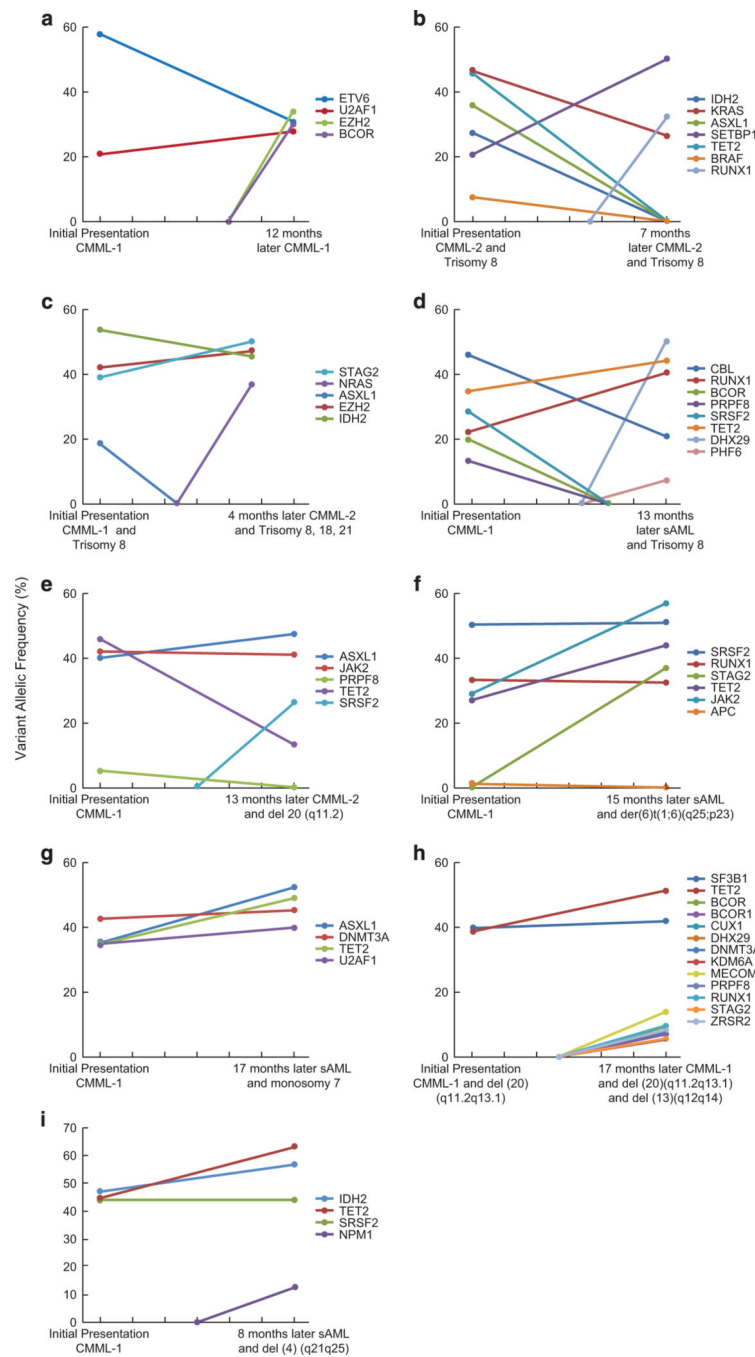 a
60
40
20
0
Initial Presentation
CMML-1
12 months
later CMML-1
ETV6
U2AF1
EZH2
BCOR
b
60
40
20
0
Initial Presentation
CMML-2 and
Trisomy 8
7 months
later CMML-2
and Trisomy 8
IDH2
KRAS
ASXL1
SETBP1
TET2
BRAF
RUNX1
c
60
40
20
0
Initial Presentation
CMML-1 and
Trisomy 8
4 months later CMML-2
and Trisomy 8, 18, 21
STAG2
NRAS
ASXL1
EZH2
IDH2
d
60
40
20
0
Initial Presentation
CMML-1
13 months
later sAML
and Trisomy 8
CBL
RUNX1
BCOR
PRPF8
SRSF2
TET2
DHX29
PHF6
Variant Allelic Frequency (%)
e
60
40
20
0
Initial Presentation
CMML-1
13 months later CMML-2
and del 20 (q11.2)
ASXL1
JAK2
PRPF8
TET2
SRSF2
f
60
40
20
0
Initial Presentation
CMML-1
15 months later sAML
and der(6)t(1;6)(q25;p23)
SRSF2
RUNX1
STAG2
TET2
JAK2
APC
g
60
40
20
0
Initial Presentation
CMML-1
17 months later sAML
and monosomy 7
ASXL1
DNMT3A
TET2
U2AF1
h
60
40
20
0
Initial Presentation
CMML-1 and del (20)
(q11.2q13.1)
17 months later CMML-1
and del (20)(q11.2q13.1)
and del (13)(q12q14)
SF3B1
TET2
BCOR
BCOR1
CUX1
DHX29
DNMT3A
KDM6A
MECOM
PRPF8
RUNX1
STAG2
ZRSR2
i
70
60
50
40
30
20
10
0
Initial Presentation
CMML-1
8 months later sAML
and del (4) (q21q25)
IDH2
TET2
SRSF2
NPM1